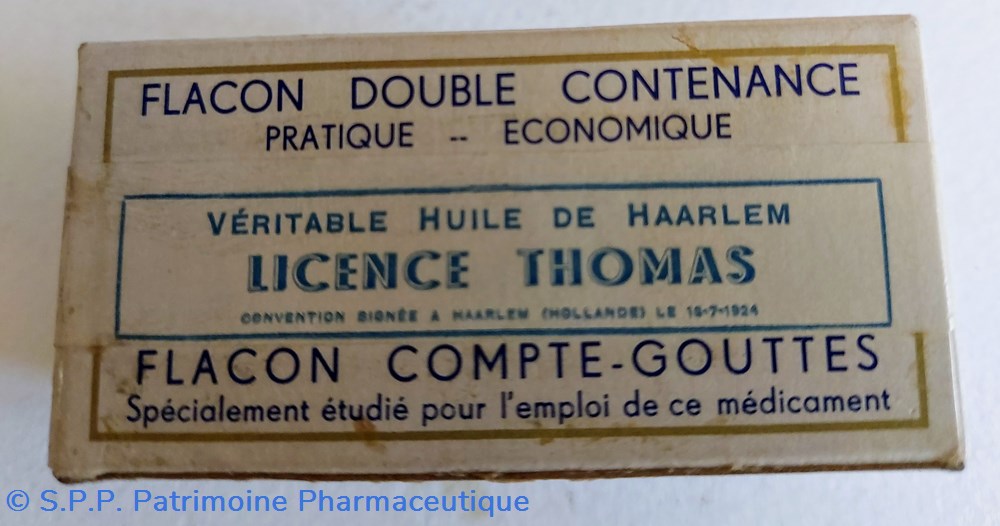 FLACON DOUBLE CONTENANCE
PRATIQUE -- ECONOMIQUE
VÉRITABLE HUILE DE HAARLEM
LICENCE THOMAS
CONVENTION SIGNÉE A HAARLEM (HOLLANDE) LE 18-7-1924
FLACON COMPTE-GOUTTES
Spécialement étudié pour l'emploi de ce médicament
© S.P.P. Patrimoine Pharmaceutique